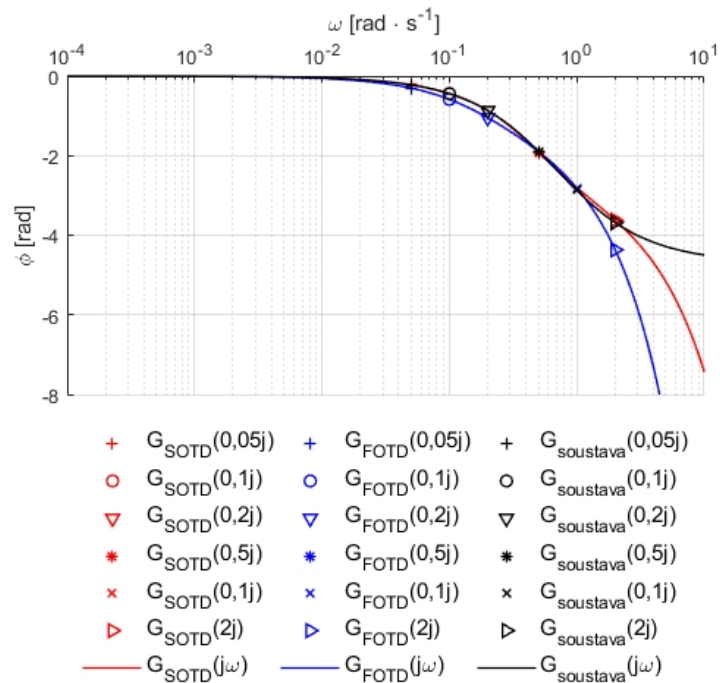 ω [rad · s⁻¹]
10⁻⁴ 10⁻³ 10⁻² 10⁻¹ 10⁰ 10¹
0
-2
-4
-6
-8
ϕ [rad]
G_SOTD(0,05j) G_FOTD(0,05j) G_soustava(0,05j)
G_SOTD(0,1j) G_FOTD(0,1j) G_soustava(0,1j)
G_SOTD(0,2j) G_FOTD(0,2j) G_soustava(0,2j)
G_SOTD(0,5j) G_FOTD(0,5j) G_soustava(0,5j)
G_SOTD(0,1j) G_FOTD(0,1j) G_soustava(0,1j)
G_SOTD(2j) G_FOTD(2j) G_soustava(2j)
G_SOTD(jω) G_FOTD(jω) G_soustava(jω)